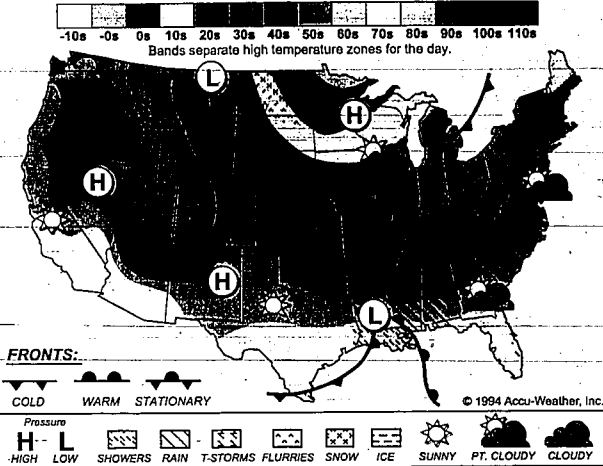 -10s -0s 0s 10s 20s 30s 40s 50s 60s 70s 80s 90s 100s 110s
Bands separate high temperature zones for the day.
L
H
H
H
L
FRONTS:
COLD WARM STATIONARY
© 1994 Accu-Weather, Inc.
Pressure
H L
HIGH LOW SHOWERS RAIN T-STORMS FLURRIES SNOW ICE SUNNY PT. CLOUDY CLOUDY